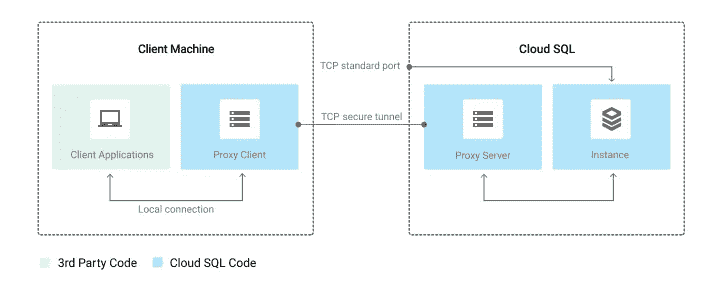 Client Machine
Cloud SQL
TCP standard port
TCP secure tunnel
Client Applications
Proxy Client
Proxy Server
Instance
Local connection
3rd Party Code
Cloud SQL Code